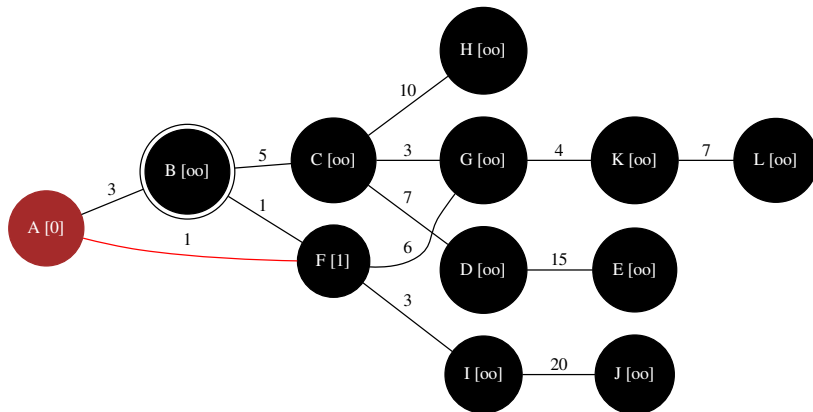 H [oo]
10
B [oo]
5
C [oo]
3
G [oo]
4
K [oo]
7
L [oo]
3
7
1
A [0]
1
6
F [1]
D [oo]
15
E [oo]
3
I [oo]
20
J [oo]